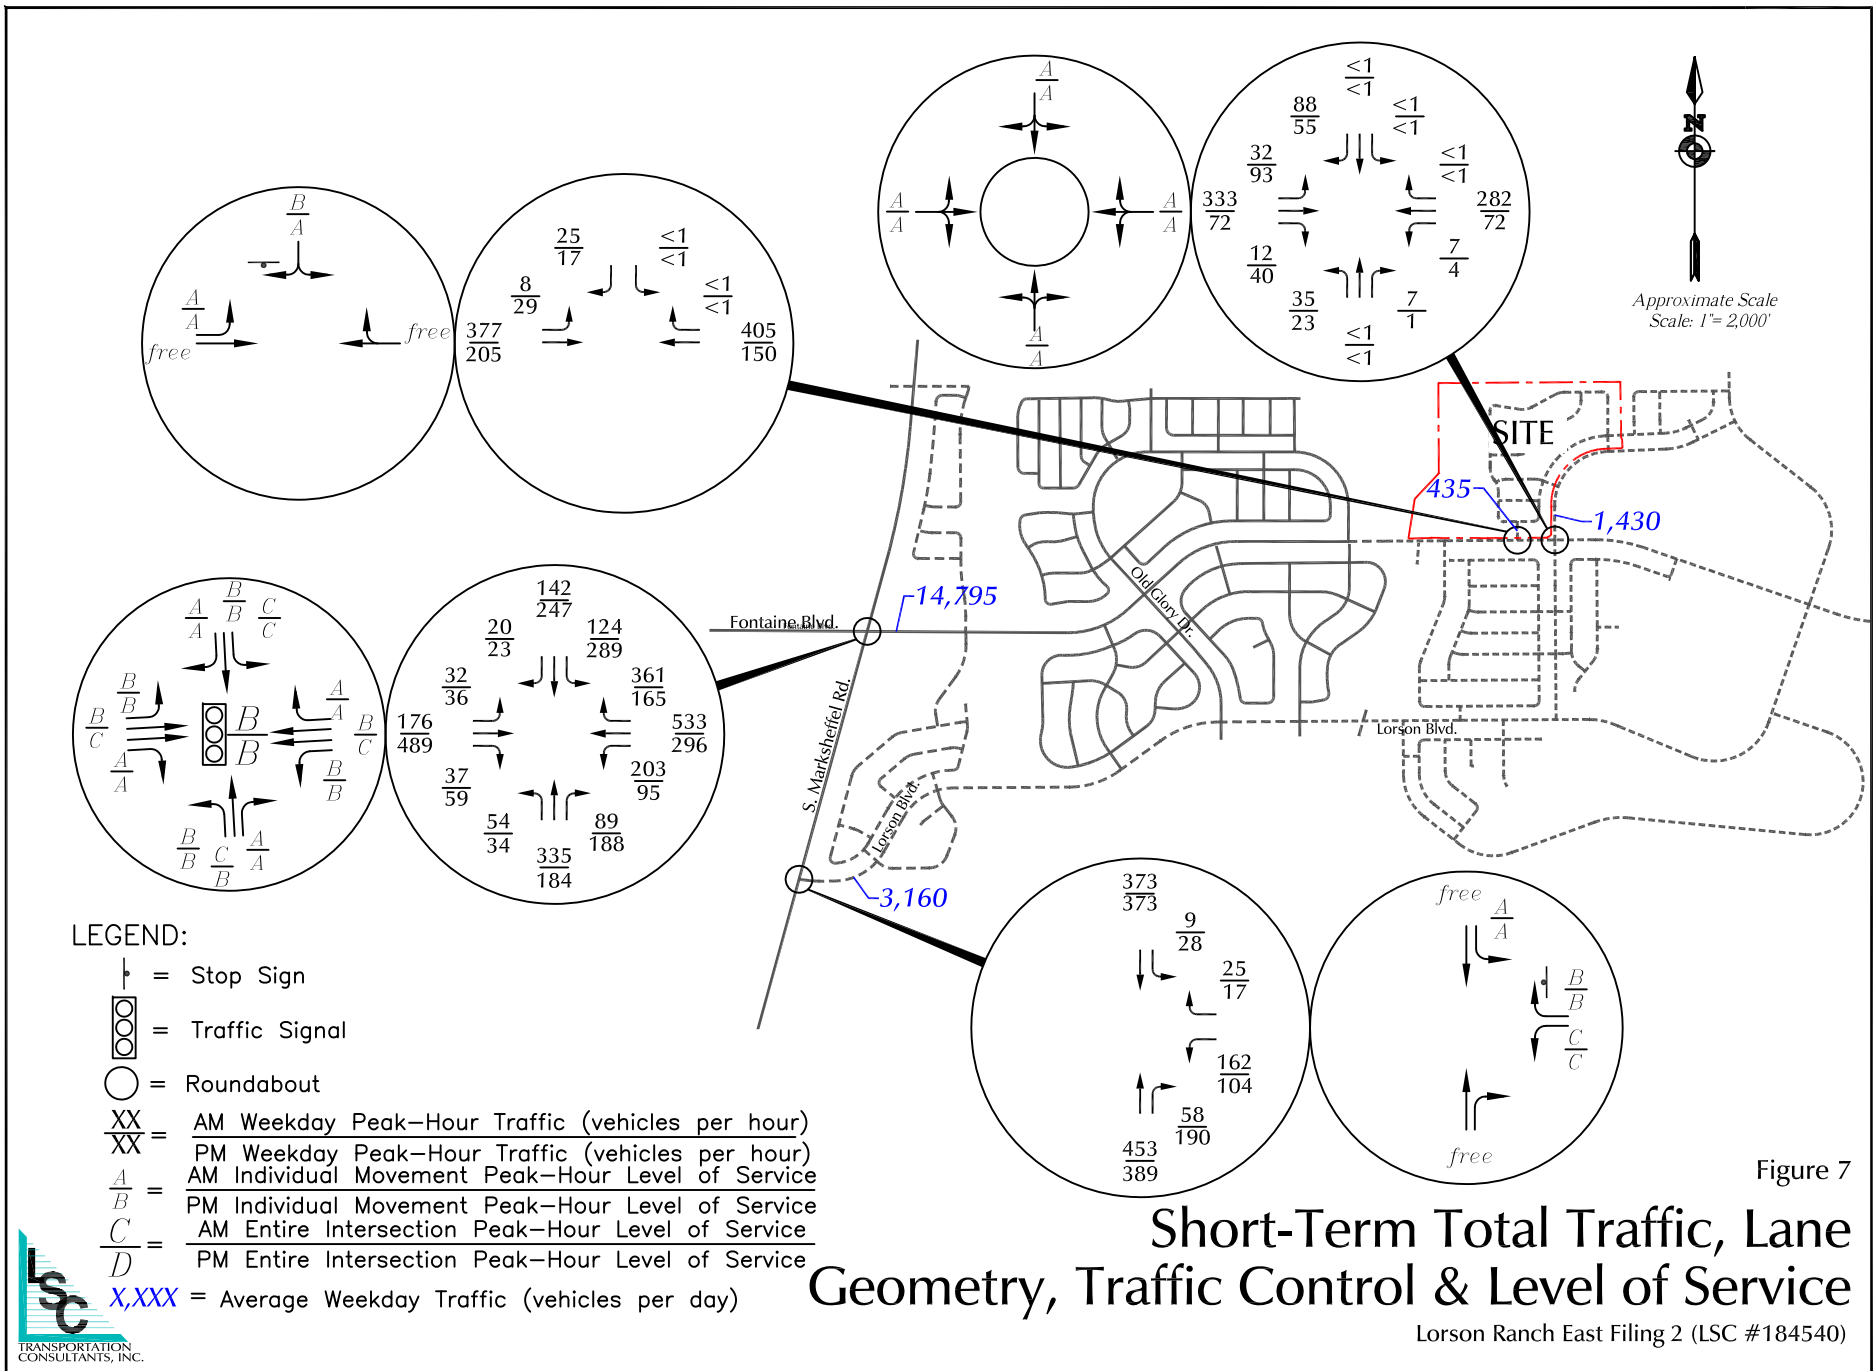 A
A
A
A
A
A
A
A
<1
<1
88
55
<1
<1
32
93
<1
<1
333
72
282
72
12
40
7
4
35
23
7
1
<1
<1
N
Approximate Scale
Scale: 1"= 2,000'
B
A
A
A
free
free
25
17
<1
<1
8
29
<1
<1
377
205
405
150
SITE
435
1,430
14,795
Fontaine Blvd.
Old Glory Dr.
S. Marksheffel Rd.
Lorson Blvd.
Lorson Blvd.
3,160
A
A
B
B
C
C
B
B
A
A
B
C
B
B
B
C
A
A
B
B
B
B
C
B
A
A
142
247
20
23
124
289
32
36
361
165
176
489
533
296
37
59
203
95
54
34
89
188
335
184
373
373
9
28
25
17
162
104
58
190
453
389
free
A
A
B
B
C
C
free
LEGEND:
= Stop Sign
= Traffic Signal
= Roundabout
XX
XX
=
AM Weekday Peak-Hour Traffic (vehicles per hour)
PM Weekday Peak-Hour Traffic (vehicles per hour)
A
B
=
AM Individual Movement Peak-Hour Level of Service
PM Individual Movement Peak-Hour Level of Service
C
D
=
AM Entire Intersection Peak-Hour Level of Service
PM Entire Intersection Peak-Hour Level of Service
X,XXX = Average Weekday Traffic (vehicles per day)
LSC
TRANSPORTATION
CONSULTANTS, INC.
Figure 7
Short-Term Total Traffic, Lane
Geometry, Traffic Control & Level of Service
Lorson Ranch East Filing 2 (LSC #184540)